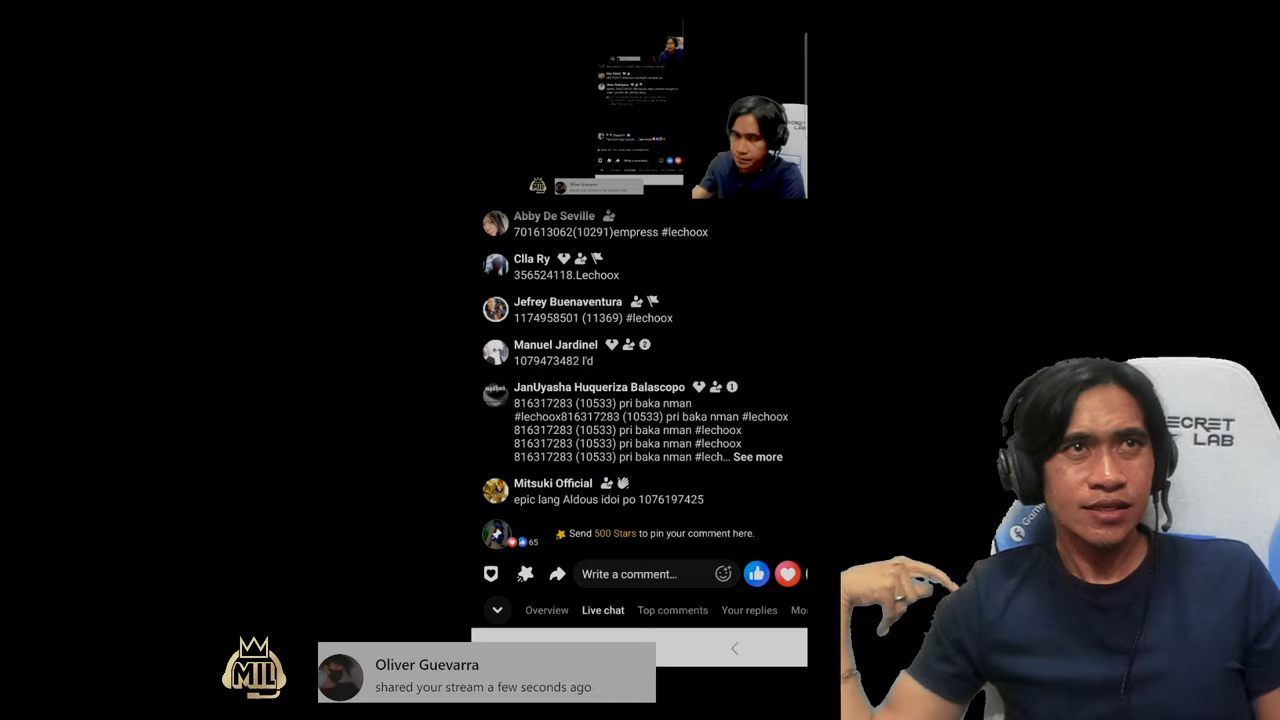 Abby De Seville
701613062(10291)empress #lechoox
Clla Ry
356524118.Lechoox
Jefrey Buenaventura
1174958501 (11369) #lechoox
Manuel Jardinel 2
1079473482 I'd
JanUyasha Huqueriza Balascopo 1
816317283 (10533) pri baka nman
#lechoox816317283 (10533) pri baka nman #lechoox
816317283 (10533) pri baka nman #lechoox
816317283 (10533) pri baka nman #lechoox
816317283 (10533) pri baka nman #lech... See more
Mitsuki Official
epic lang Aldous idoi po 1076197425
65
Send 500 Stars to pin your comment here.
Write a comment...
Overview Live chat Top comments Your replies Mo
MIL
Oliver Guevarra
shared your stream a few seconds ago
ECRET
LAB